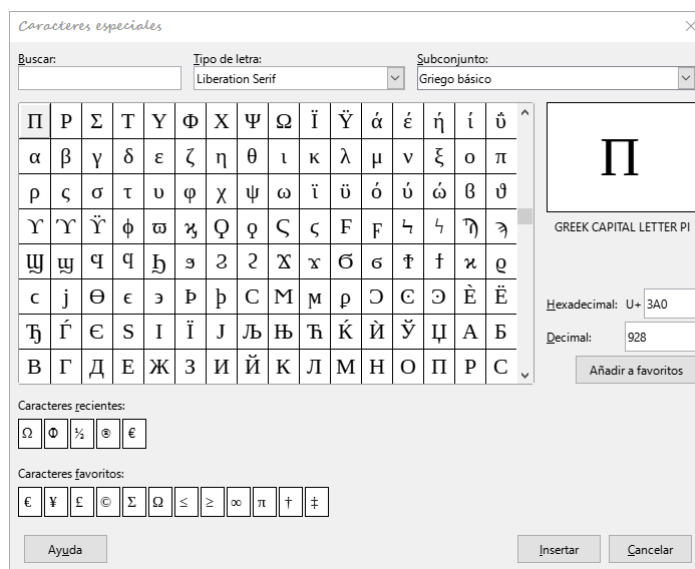 Caracteres especiales
Buscar:
Tipo de letra:
Subconjunto:
Liberation Serif
Griego básico
Π Ρ Σ Τ Υ Φ Χ Ψ Ω Ϊ Ϋ ά έ ή ί ΰ
α β γ δ ε ζ η θ ι κ λ μ ν ξ ο π
ρ ς σ τ υ φ χ ψ ω ϊ ϋ ό ύ ώ ϐ ϑ
ϒ ϓ ϔ ϕ ϖ ϗ Ϙ ϙ Ϛ ϛ Ϝ ϝ Ϟ ϟ Ϡ ϡ
Ϣ ϣ Ϥ ϥ Ϧ ϧ Ϩ ϩ Ϫ ϫ Ϭ ϭ Ϯ ϯ ϰ ϱ
ϲ ϳ ϴ ϵ ϶ Ϸ ϸ Ϲ Ϻ ϻ ϼ Ͻ Ͼ Ͽ Ѐ Ё
Ђ Ѓ Є Ѕ І Ї Ј Љ Њ Ћ Ќ Ѝ Ў Џ А Б
В Г Д Е Ж З И Й К Л М Н О П Р С
Π
GREEK CAPITAL LETTER PI
Hexadecimal: U+ 3A0
Decimal: 928
Añadir a favoritos
Caracteres recientes:
Ω Φ ½ ® €
Caracteres favoritos:
€ ¥ £ © Σ Ω ≤ ≥ ∞ π † ‡
Ayuda
Insertar
Cancelar